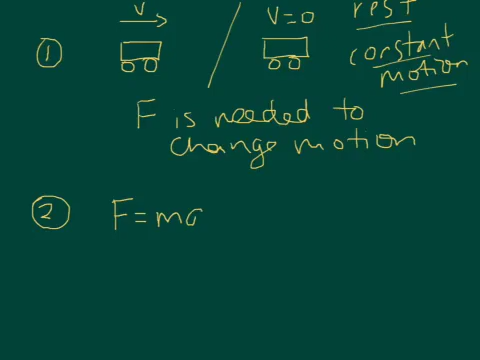 V
V=0
rest
①
constant
motion
F is needed to
change motion
② F=ma